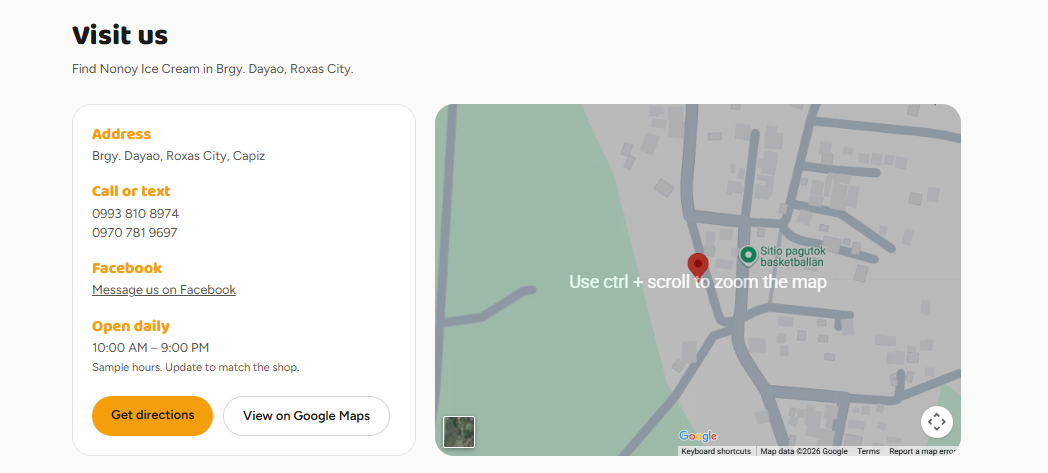 Visit us
Find Nonoy Ice Cream in Brgy. Dayao, Roxas City.
Address
Brgy. Dayao, Roxas City, Capiz
Call or text
0993 810 8974
0970 781 9697
Facebook
Message us on Facebook
Open daily
10:00 AM – 9:00 PM
Sample hours. Update to match the shop.
Get directions
View on Google Maps
Sitio pagutok
basketballan
Use ctrl + scroll to zoom the map
Google
Keyboard shortcuts
Map data ©2026 Google
Terms
Report a map error